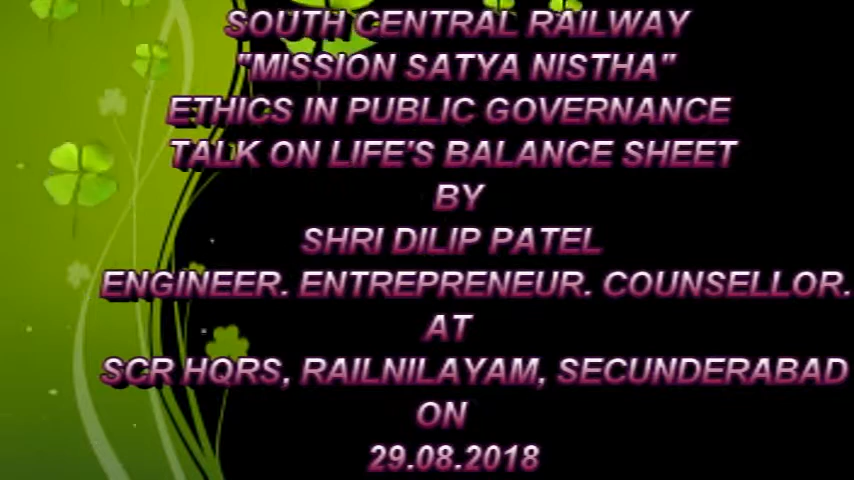 SOUTH CENTRAL RAILWAY
"MISSION SATYA NISTHA"
ETHICS IN PUBLIC GOVERNANCE
TALK ON LIFE'S BALANCE SHEET
BY
SHRI DILIP PATEL
ENGINEER. ENTREPRENEUR. COUNSELLOR.
AT
SCR HQRS, RAILNILAYAM, SECUNDERABAD
ON
29.08.2018